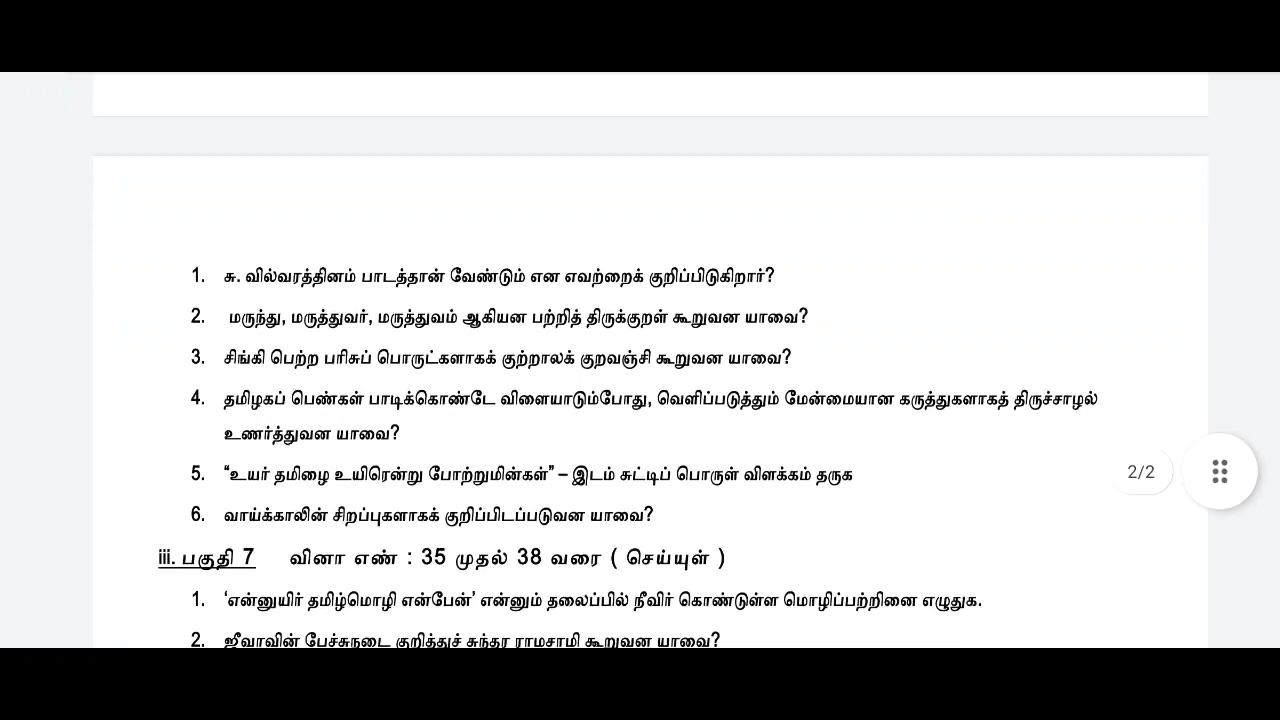 1. சு. வில்வரத்தினம் பாடத்தான் வேண்டும் என எவற்றைக் குறிப்பிடுகிறார்?
2. மருந்து, மருத்துவர், மருத்துவம் ஆகியன பற்றித் திருக்குறள் கூறுவன யாவை?
3. சிங்கி பெற்ற பரிசுப் பொருட்களாகக் குற்றாலக் குறவஞ்சி கூறுவன யாவை?
4. தமிழகப் பெண்கள் பாடிக்கொண்டே விளையாடும்போது, வெளிப்படுத்தும் மேன்மையான கருத்துகளாகத் திருச்சாழல்
உணர்த்துவன யாவை?
5. “உயர் தமிழை உயிரென்று போற்றுமின்கள்” – இடம் சுட்டிப் பொருள் விளக்கம் தருக
2/2
6. வாய்க்காலின் சிறப்புகளாகக் குறிப்பிடப்படுவன யாவை?
iii. பகுதி 7 வினா எண் : 35 முதல் 38 வரை ( செய்யுள் )
1. ‘என்னுயிர் தமிழ்மொழி என்பேன்’ என்னும் தலைப்பில் நீவிர் கொண்டுள்ள மொழிப்பற்றினை எழுதுக.
2. ஜீவாவின் பேச்சுநடை குறித்துச் சுந்தர ராமசாமி கூறுவன யாவை?